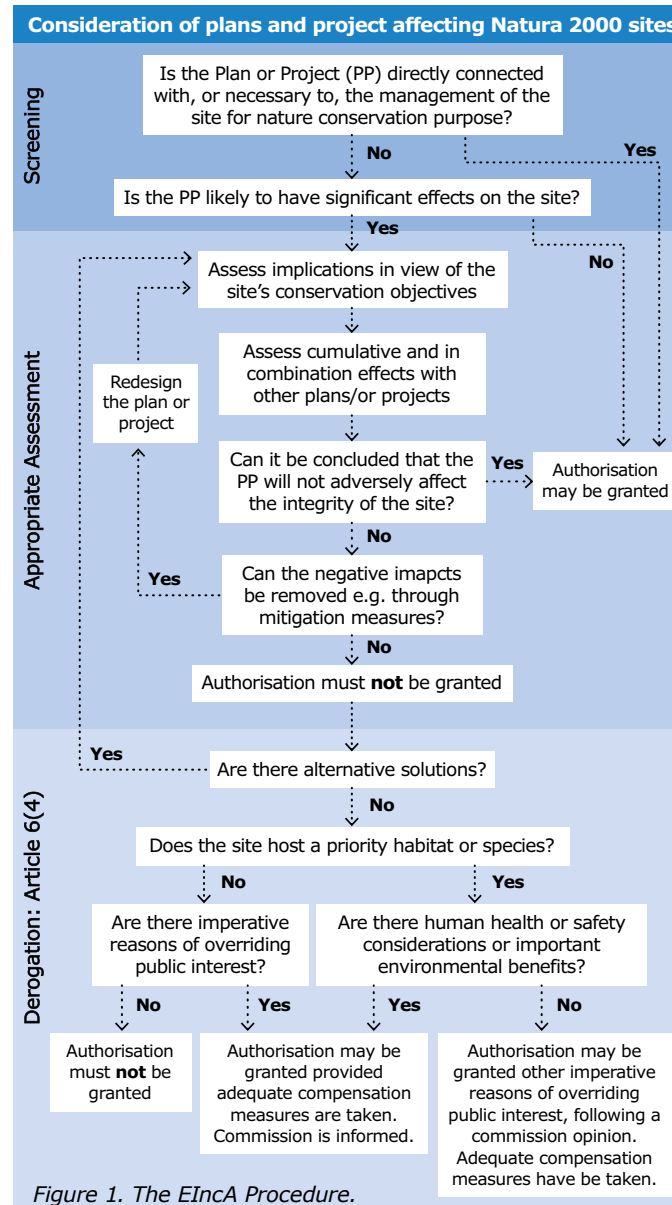 Consideration of plans and project affecting Natura 2000 sites
Screening
Is the Plan or Project (PP) directly connected
with, or necessary to, the management of the
site for nature conservation purpose?
No
Yes
Is the PP likely to have significant effects on the site?
Yes
No
Appropriate Assessment
Assess implications in view of the
site's conservation objectives
Redesign
the plan or
project
Assess cumulative and in
combination effects with
other plans/or projects
Can it be concluded that the
PP will not adversely affect
the integrity of the site?
Yes
Authorisation
may be granted
No
Yes
Can the negative imapcts
be removed e.g. through
mitigation measures?
No
Authorisation must not be granted
Derogation: Article 6(4)
Yes
Are there alternative solutions?
No
Does the site host a priority habitat or species?
No
Yes
Are there imperative
reasons of overriding
public interest?
Are there human health or safety
considerations or important
environmental benefits?
No
Yes
Yes
No
Authorisation
must not be
granted
Authorisation may be
granted provided
adequate compensation
measures are taken.
Commission is informed.
Authorisation may be
granted other imperative
reasons of overriding
public interest, following a
commission opinion.
Adequate compensation
measures have be taken.
Figure 1. The EIncA Procedure.